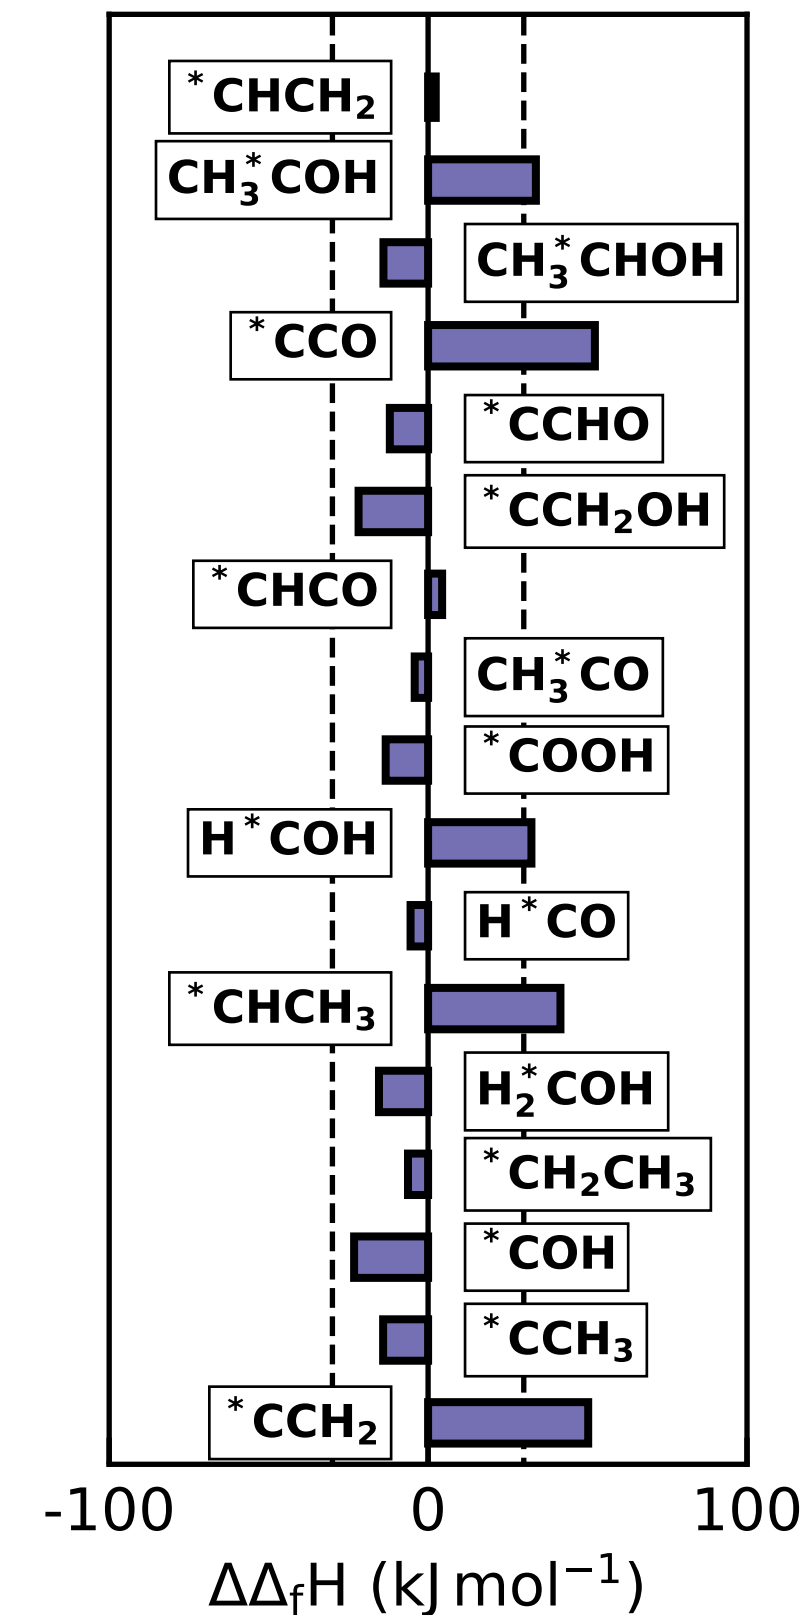 *CHCH₂
CH₃*COH
CH₃*CHOH
*CCO
*CCHO
*CCH₂OH
*CHCO
CH₃*CO
*COOH
H*COH
H*CO
*CHCH₃
H₂*COH
*CH₂CH₃
*COH
*CCH₃
*CCH₂
-100 0 100
ΔΔfH (kJ mol⁻¹)